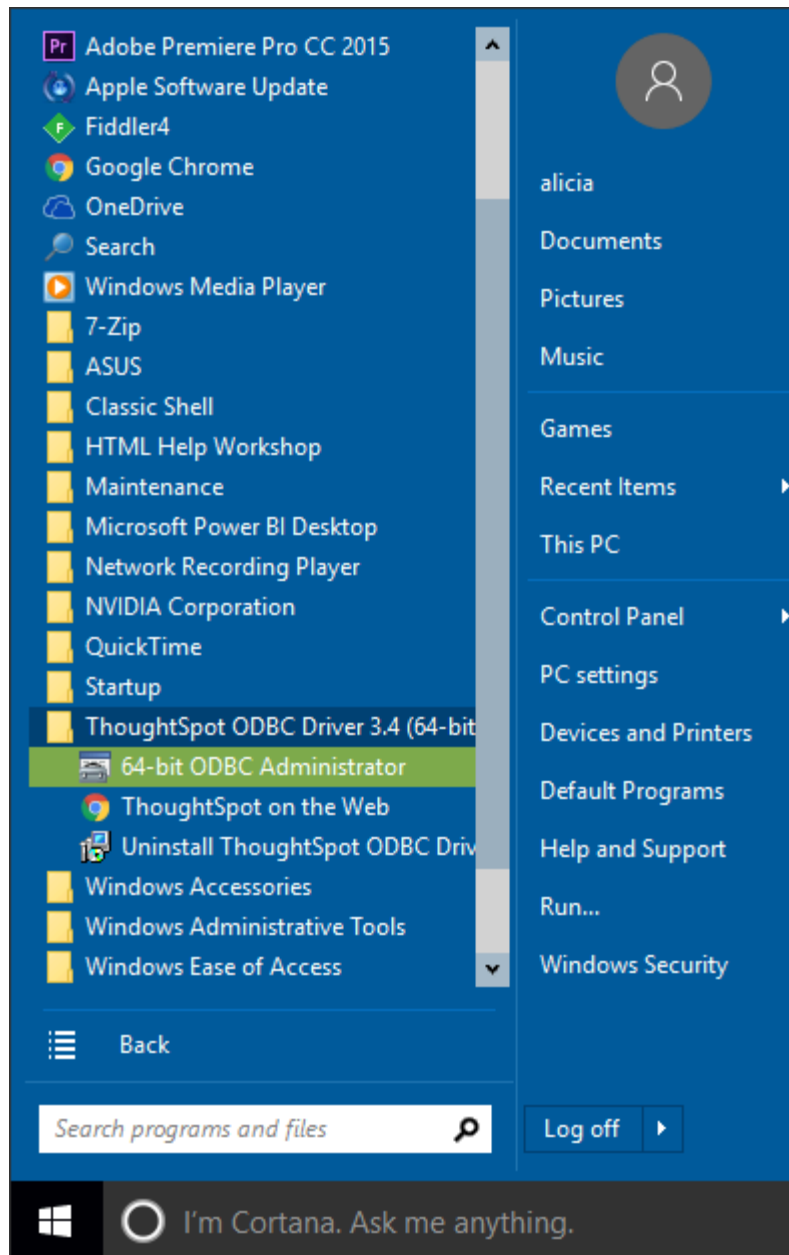 Pr Adobe Premiere Pro CC 2015
Apple Software Update
F Fiddler4
Google Chrome
OneDrive
Search
Windows Media Player
7-Zip
ASUS
Classic Shell
HTML Help Workshop
Maintenance
Microsoft Power BI Desktop
Network Recording Player
NVIDIA Corporation
QuickTime
Startup
ThoughtSpot ODBC Driver 3.4 (64-bit
64-bit ODBC Administrator
ThoughtSpot on the Web
Uninstall ThoughtSpot ODBC Driv
Windows Accessories
Windows Administrative Tools
Windows Ease of Access
Back
Search programs and files
alicia
Documents
Pictures
Music
Games
Recent Items
This PC
Control Panel
PC settings
Devices and Printers
Default Programs
Help and Support
Run...
Windows Security
Log off
I'm Cortana. Ask me anything.